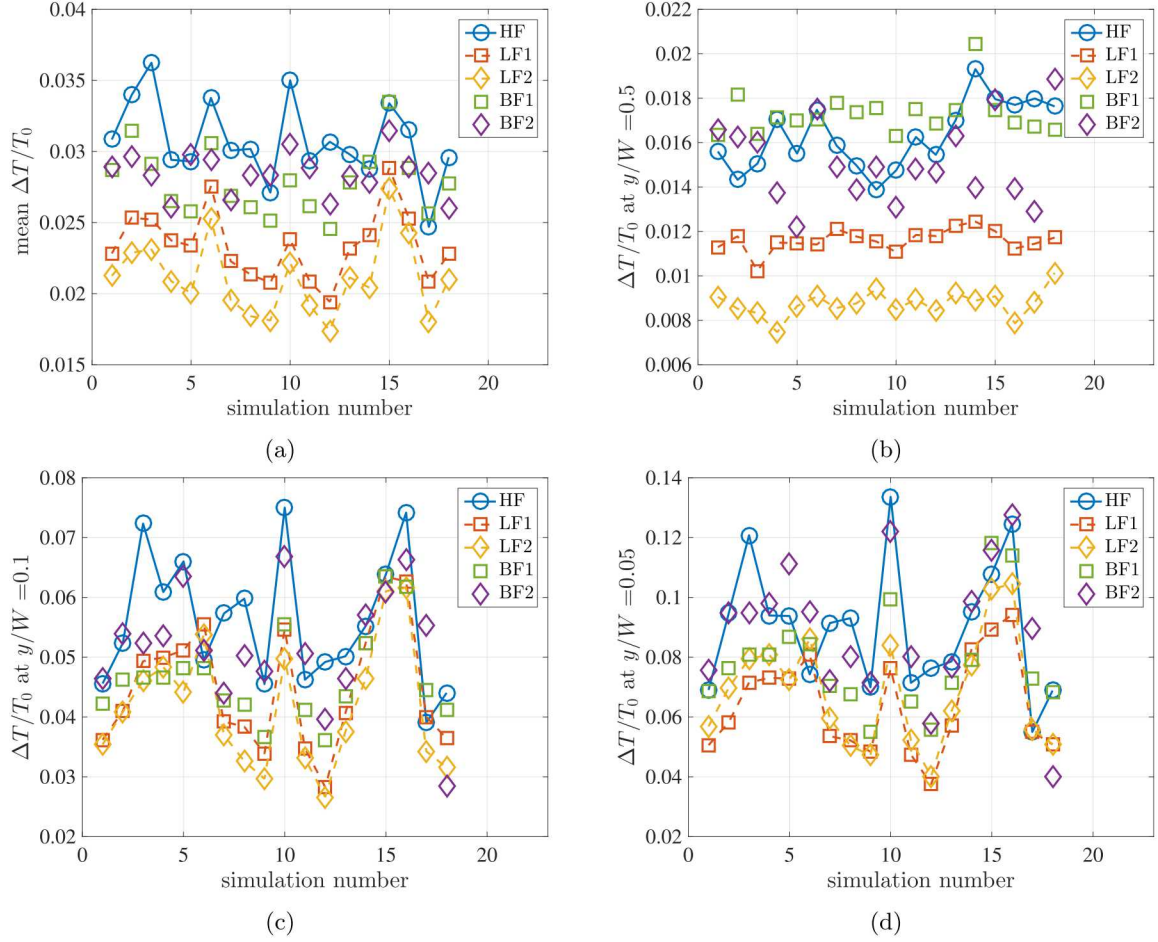 0.04
0.035
0.03
0.025
0.02
0.015
mean ΔT/T₀
0 5 10 15 20
simulation number
HF
LF1
LF2
BF1
BF2
(a)
0.022
0.02
0.018
0.016
0.014
0.012
0.01
0.008
0.006
ΔT/T₀ at y/W =0.5
0 5 10 15 20
simulation number
HF
LF1
LF2
BF1
BF2
(b)
0.08
0.07
0.06
0.05
0.04
0.03
0.02
ΔT/T₀ at y/W =0.1
0 5 10 15 20
simulation number
HF
LF1
LF2
BF1
BF2
(c)
0.14
0.12
0.1
0.08
0.06
0.04
0.02
ΔT/T₀ at y/W =0.05
0 5 10 15 20
simulation number
HF
LF1
LF2
BF1
BF2
(d)